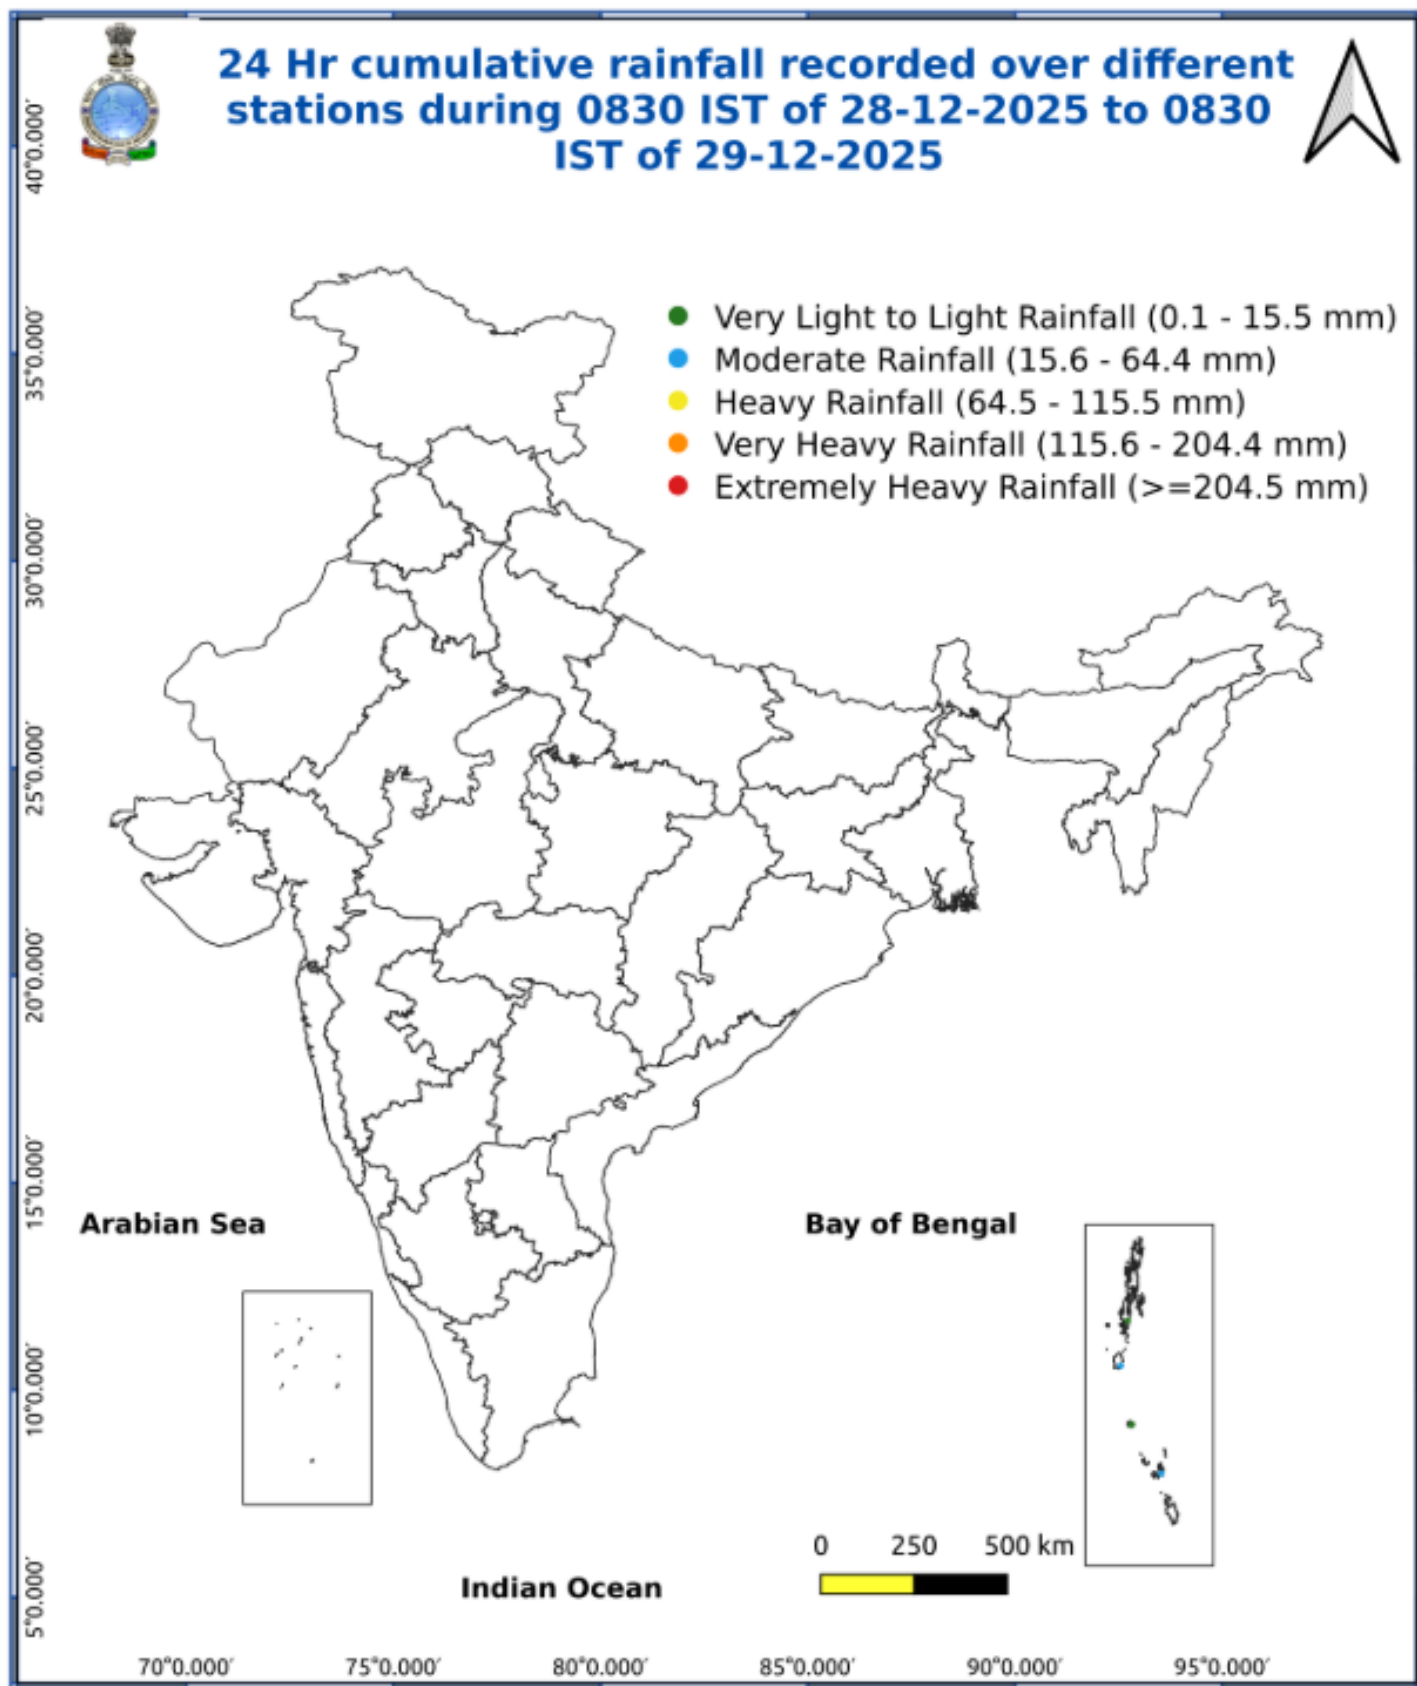 24 Hr cumulative rainfall recorded over different
stations during 0830 IST of 28-12-2025 to 0830
IST of 29-12-2025
Very Light to Light Rainfall (0.1 - 15.5 mm)
Moderate Rainfall (15.6 - 64.4 mm)
Heavy Rainfall (64.5 - 115.5 mm)
Very Heavy Rainfall (115.6 - 204.4 mm)
Extremely Heavy Rainfall (>=204.5 mm)
40°0.000′
35°0.000′
30°0.000′
25°0.000′
20°0.000′
15°0.000′
10°0.000′
5°0.000′
Arabian Sea
Bay of Bengal
Indian Ocean
0 250 500 km
70°0.000′ 75°0.000′ 80°0.000′ 85°0.000′ 90°0.000′ 95°0.000′